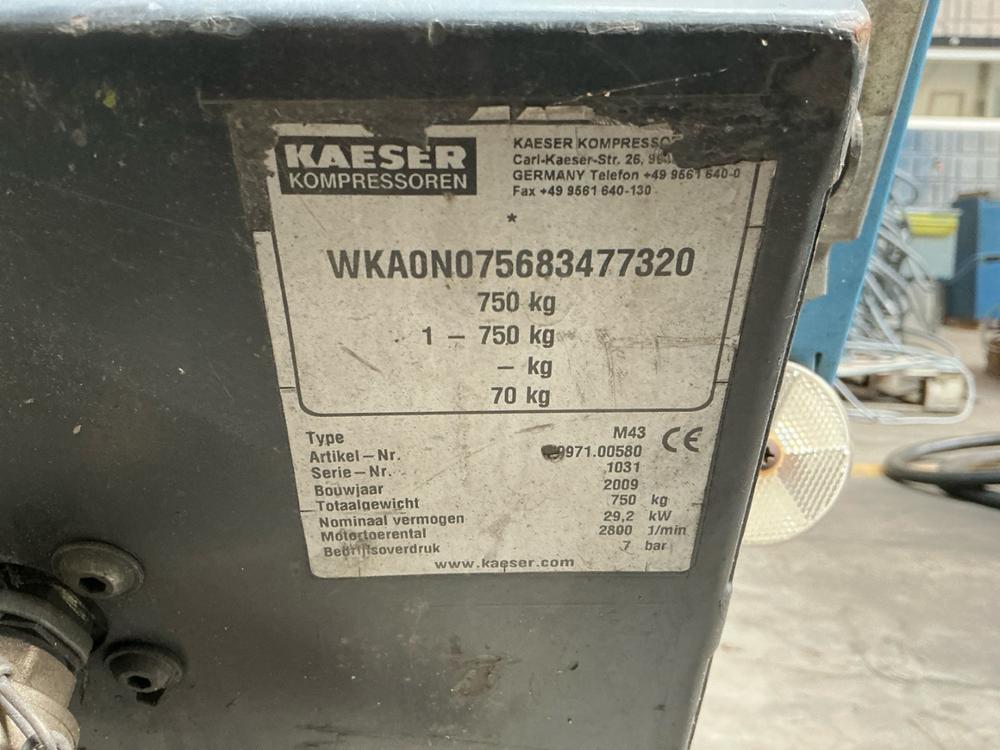 KAESER
KOMPRESSOREN
KAESER KOMPRESSO
Carl-Kaeser-Str. 26,
GERMANY Telefon +49 9561 640-0
Fax +49 9561 640-130
*
WKA0N075683477320
750 kg
1 – 750 kg
– kg
70 kg
Type M43 CE
Artikel–Nr. 9971.00580
Serie–Nr. 1031
Bouwjaar 2009
Totaalgewicht 750 kg
Nominaal vermogen 29,2 kW
Motortoerental 2800 1/min
Bedrijfsoverdruk 7 bar
www.kaeser.com